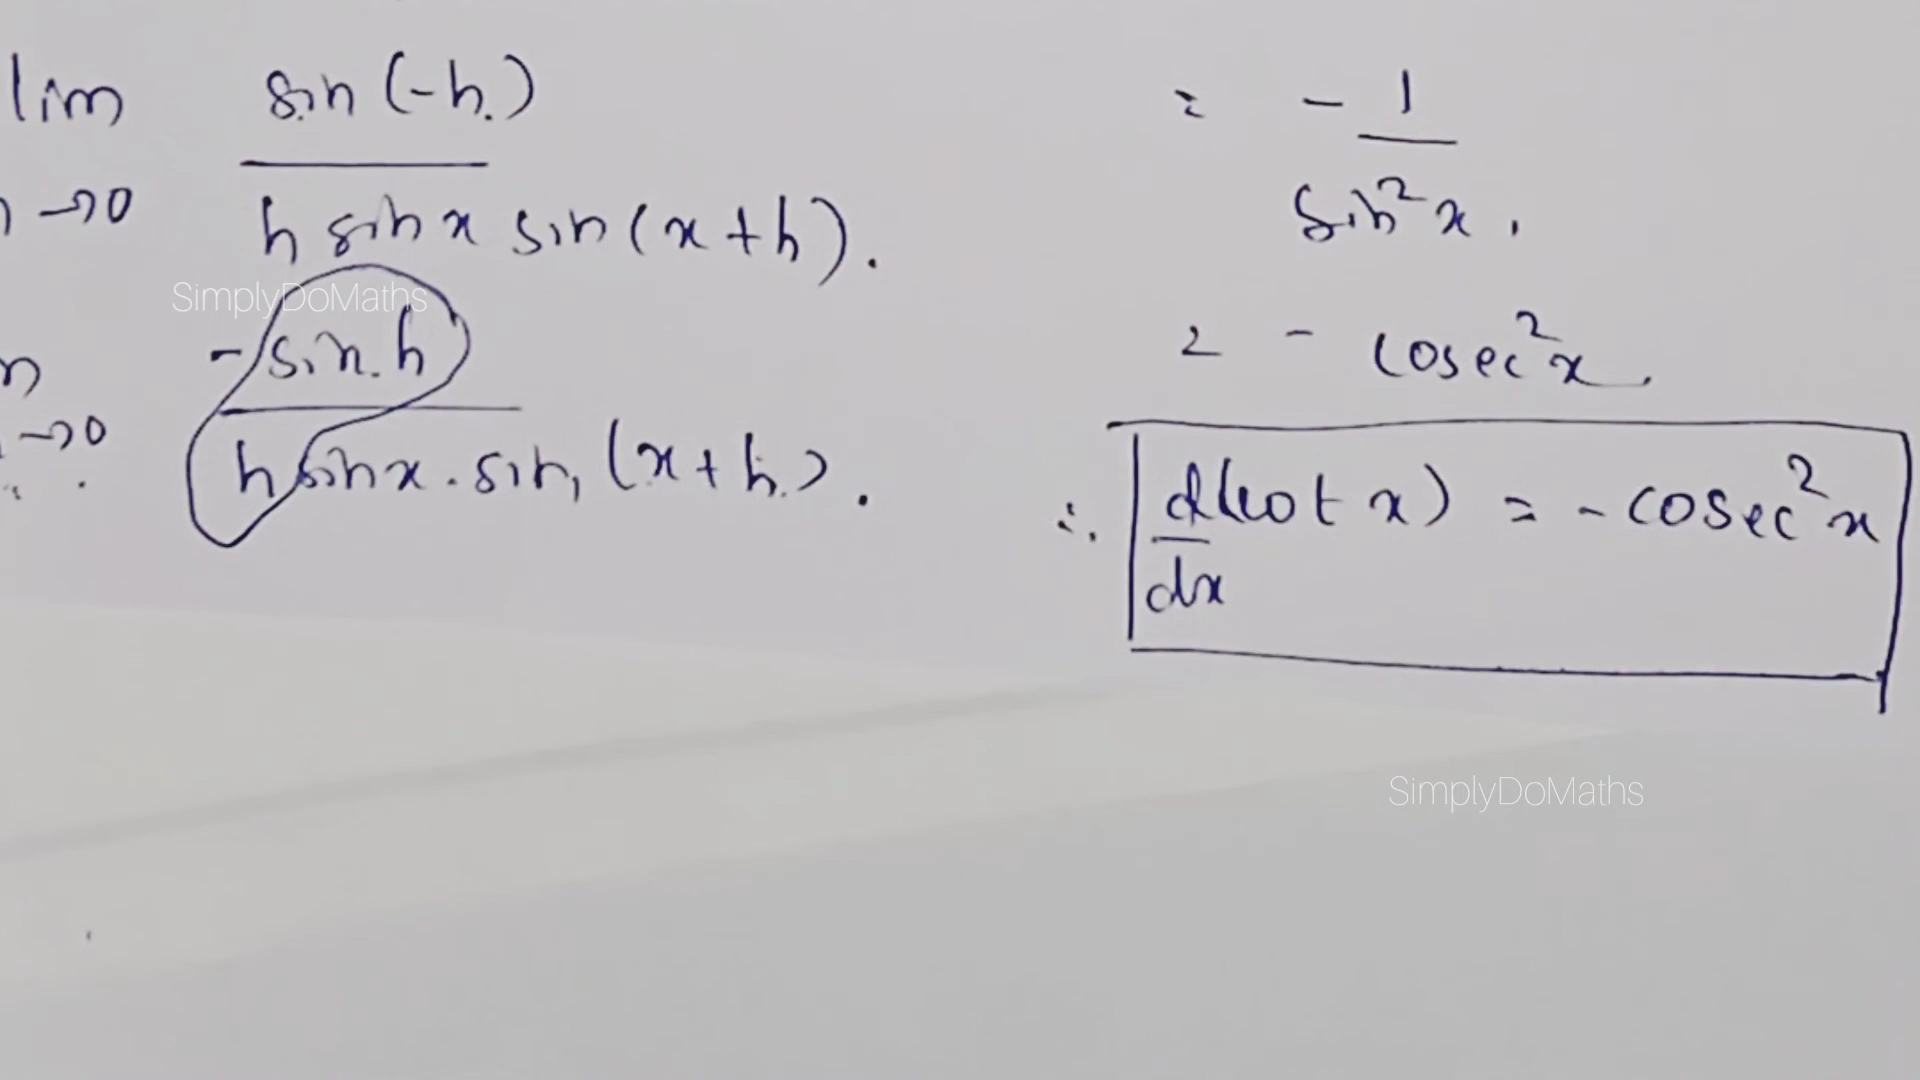 lim sin(-h)
h→0 h sin x sin(x+h).
SimplyDoMaths
-sin.h
→0 h sin x . sin (x+h).
= - 1
sin²x.
= - cosec²x.
∴ d(cot x) = - cosec²x
dx
SimplyDoMaths